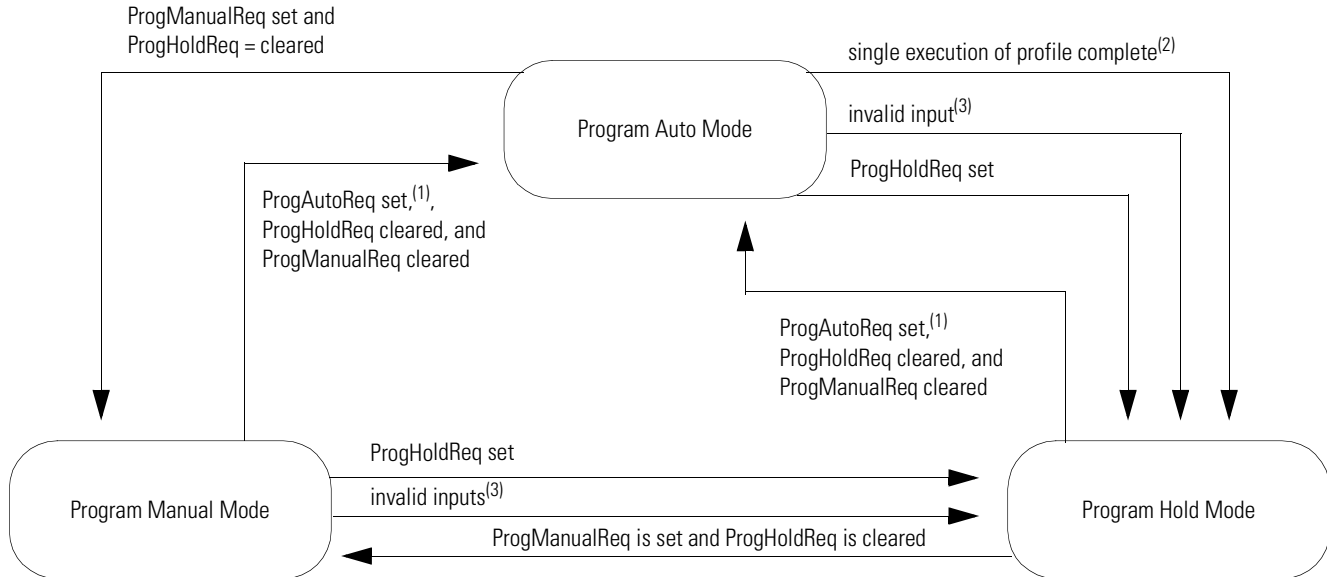 ProgManualReq set and
ProgHoldReq = cleared
single execution of profile complete(2)
Program Auto Mode
invalid input(3)
ProgHoldReq set
ProgAutoReq set,(1),
ProgHoldReq cleared, and
ProgManualReq cleared
ProgAutoReq set,(1)
ProgHoldReq cleared, and
ProgManualReq cleared
ProgHoldReq set
invalid inputs(3)
Program Manual Mode
Program Hold Mode
ProgManualReq is set and ProgHoldReq is cleared